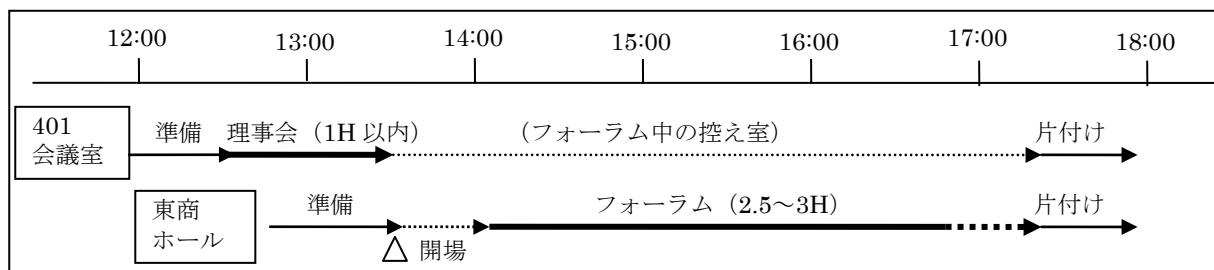 12:00 13:00 14:00 15:00 16:00 17:00 18:00
401
会議室
準備 理事会（1H 以内） （フォーラム中の控え室） 片付け
東商
ホール
準備 フォーラム（2.5～3H） 片付け
開場